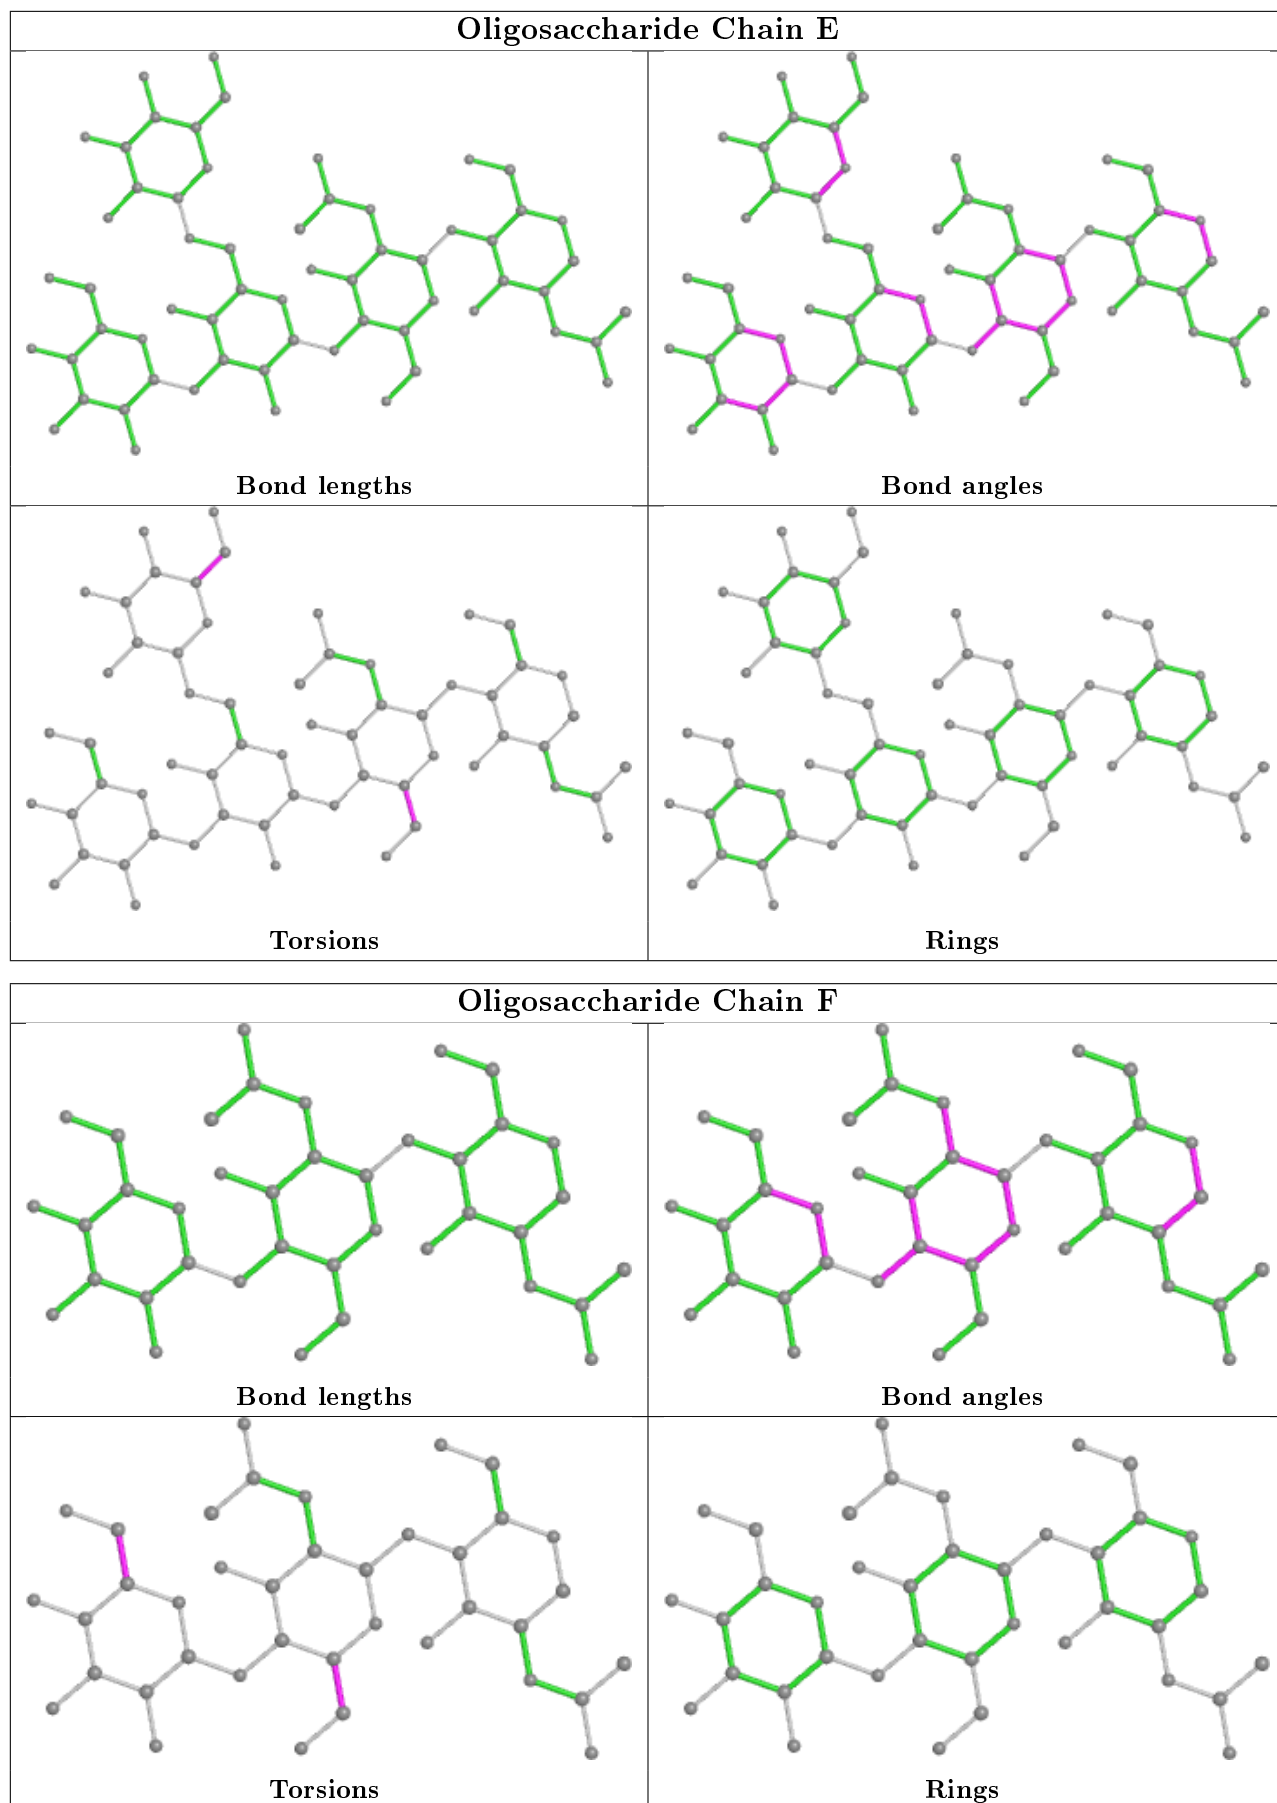 Oligosaccharide Chain E
Bond lengths
Bond angles
Torsions
Rings
Oligosaccharide Chain F
Bond lengths
Bond angles
Torsions
Rings